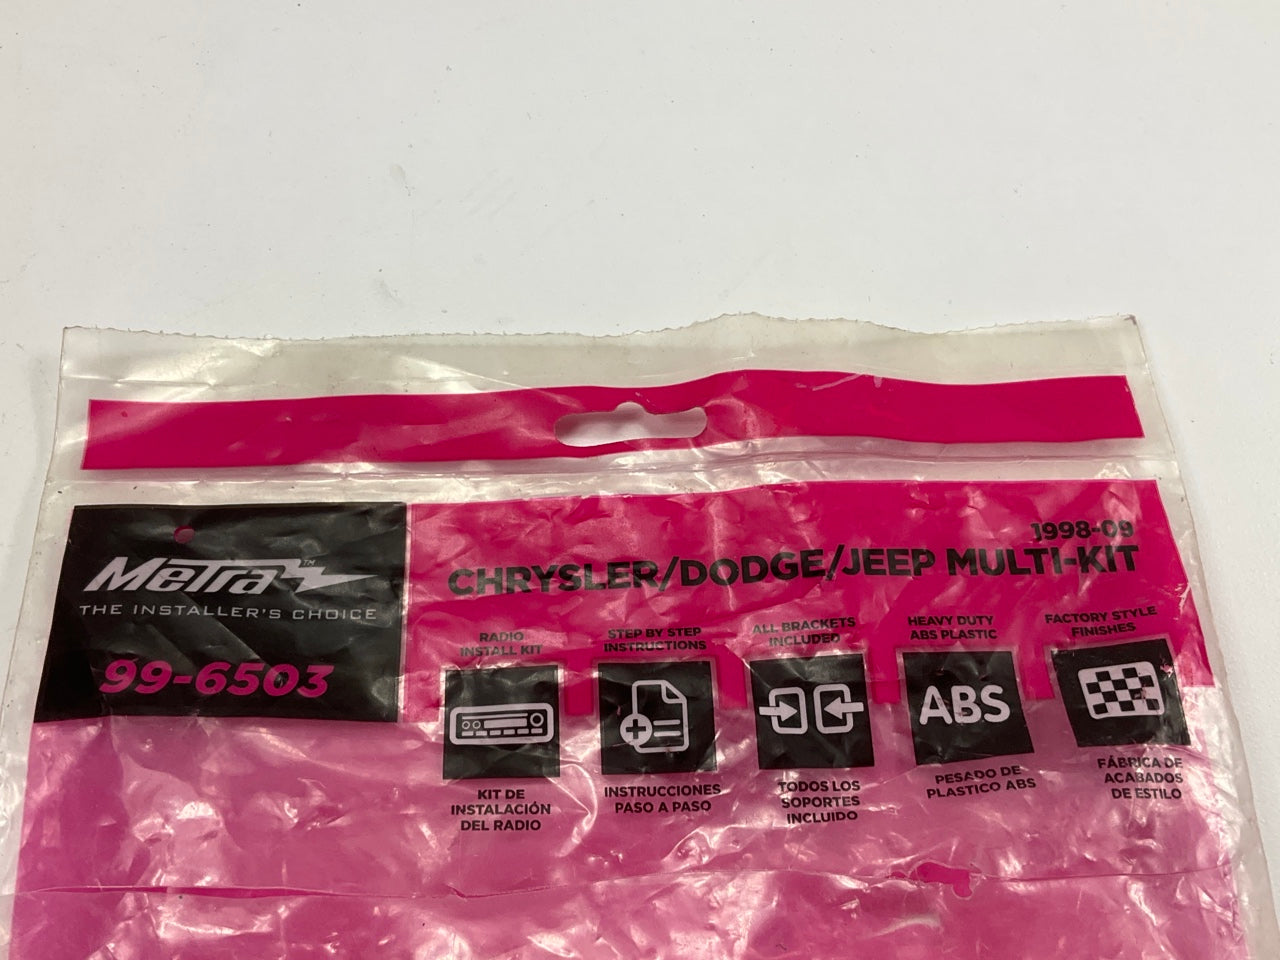 MeTra™
THE INSTALLER'S CHOICE
99-6503
1998-09
CHRYSLER/DODGE/JEEP MULTI-KIT
RADIO
INSTALL KIT
KIT DE
INSTALACIÓN
DEL RADIO
STEP BY STEP
INSTRUCTIONS
INSTRUCCIONES
PASO A PASO
ALL BRACKETS
INCLUDED
TODOS LOS
SOPORTES
INCLUIDO
HEAVY DUTY
ABS PLASTIC
ABS
PESADO DE
PLASTICO ABS
FACTORY STYLE
FINISHES
FÁBRICA DE
ACABADOS
DE ESTILO